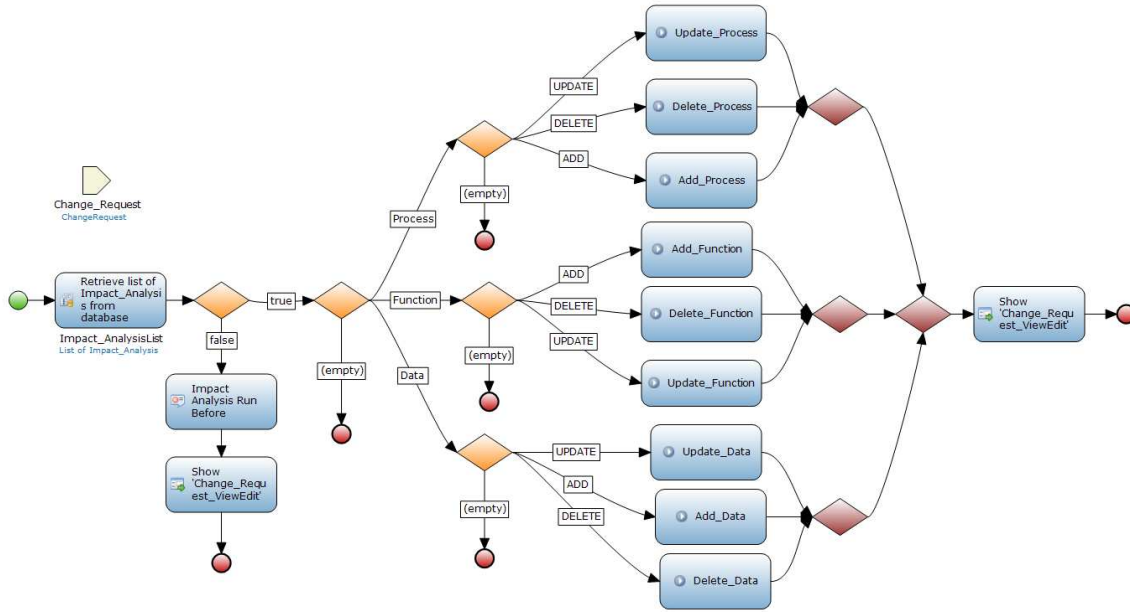 Update_Process
UPDATE
Delete_Process
DELETE
ADD
Add_Process
(empty)
Change_Request
ChangeRequest
Process
Retrieve list of
Impact_Analysi
s from
database
Impact_AnalysisList
List of Impact_Analysis
true
false
Impact
Analysis Run
Before
Show
'Change_Requ
est_ViewEdit'
(empty)
Function
Data
Add_Function
ADD
DELETE
Delete_Function
UPDATE
(empty)
Update_Function
UPDATE
Update_Data
ADD
(empty)
Add_Data
DELETE
Delete_Data
Show
'Change_Requ
est_ViewEdit'